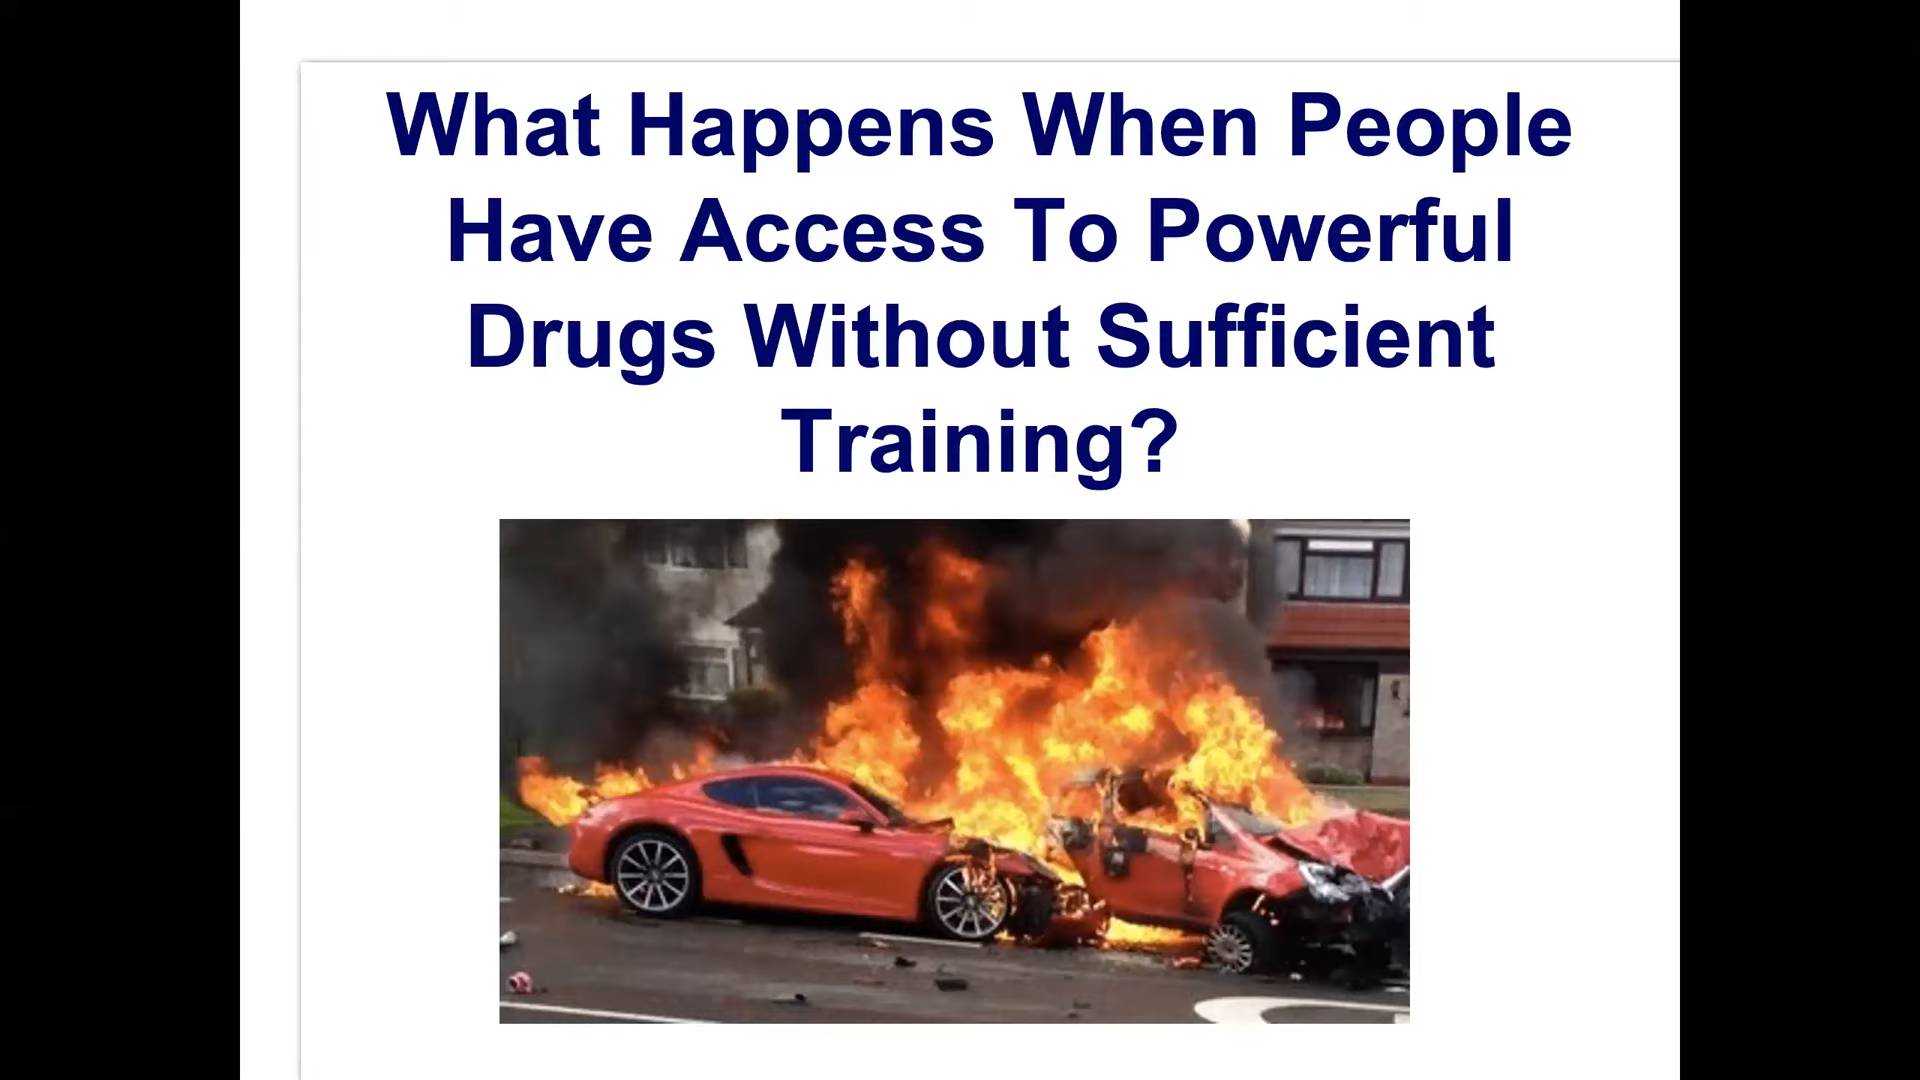 What Happens When People
Have Access To Powerful
Drugs Without Sufficient
Training?